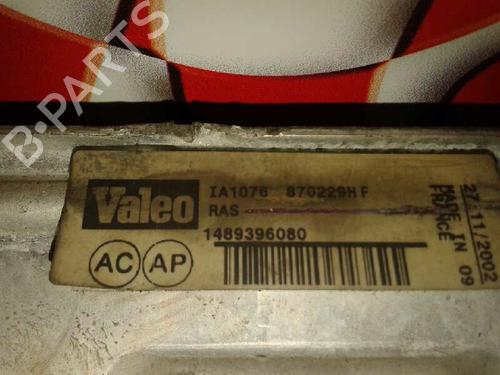 B-PARTS
Valeo
IA1076 870229H F
RAS
1489396080
AC AP
27/11/2002
MADE IN 09
FRANCE